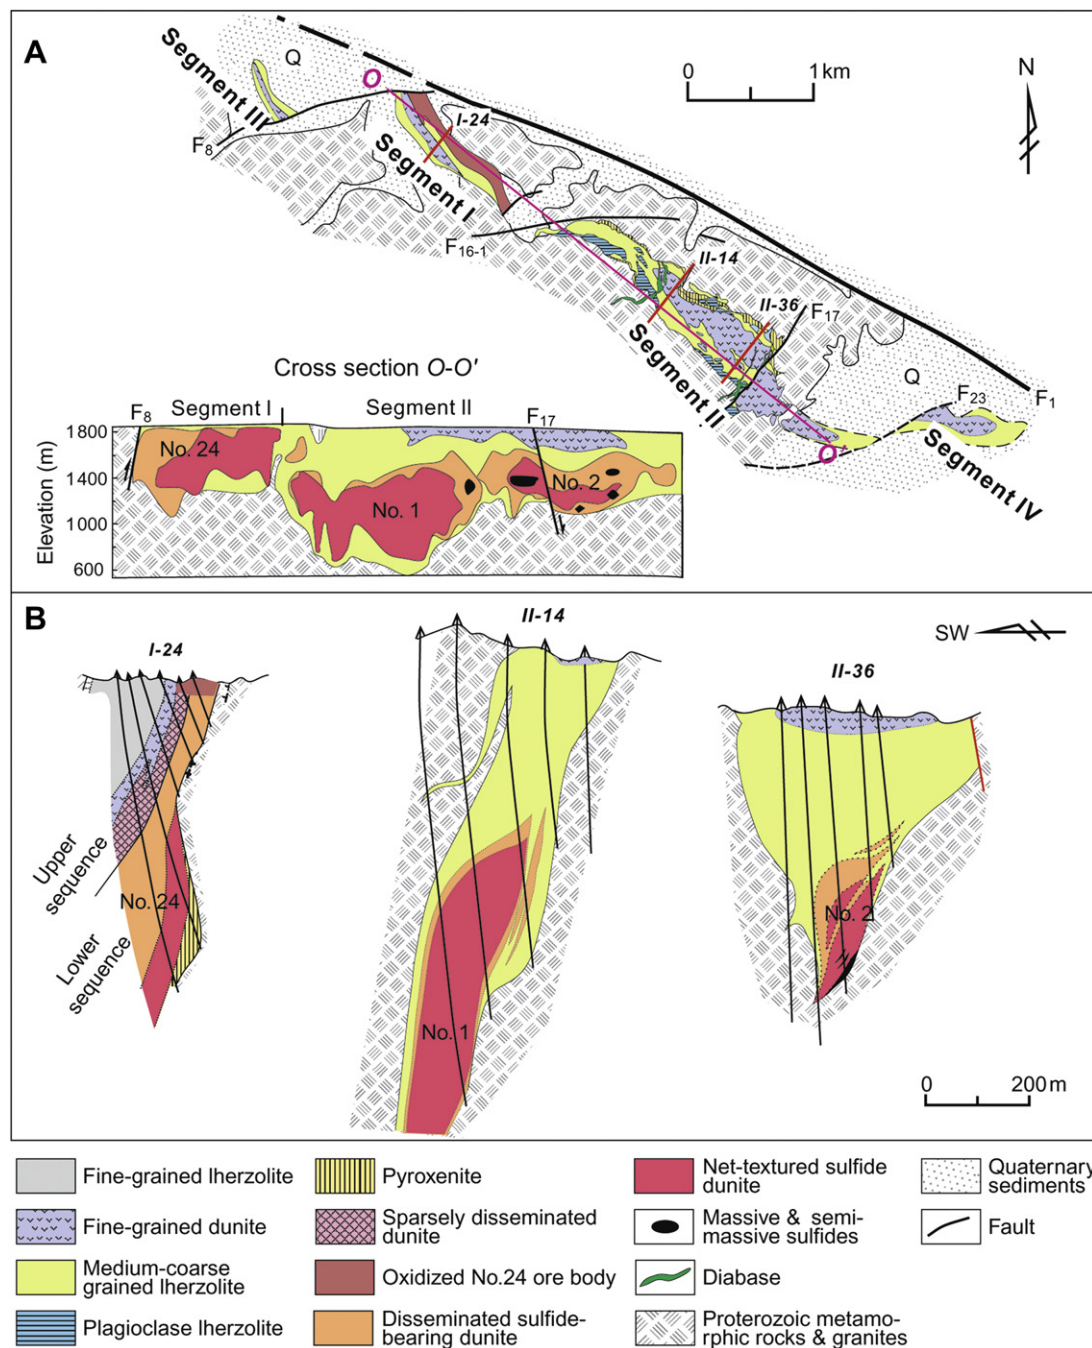 A
Segment III
Q
O
I-24
0 1km
N
F8
Segment I
F16-1
II-14
II-36
F17
Segment II
Q
F23
F1
O
Segment IV
Cross section O-O'
F8 Segment I Segment II F17
Elevation (m)
1800
1400
1000
600
No. 24
No. 1
No. 2
B
I-24
II-14
SW
II-36
Upper
sequence
No. 24
Lower
sequence
No. 1
No. 2
0 200m
Fine-grained lherzolite
Fine-grained dunite
Medium-coarse
grained lherzolite
Plagioclase lherzolite
Pyroxenite
Sparsely disseminated
dunite
Oxidized No.24 ore body
Disseminated sulfide-
bearing dunite
Net-textured sulfide
dunite
Massive & semi-
massive sulfides
Diabase
Proterozoic metamo-
rphic rocks & granites
Quaternary
sediments
Fault